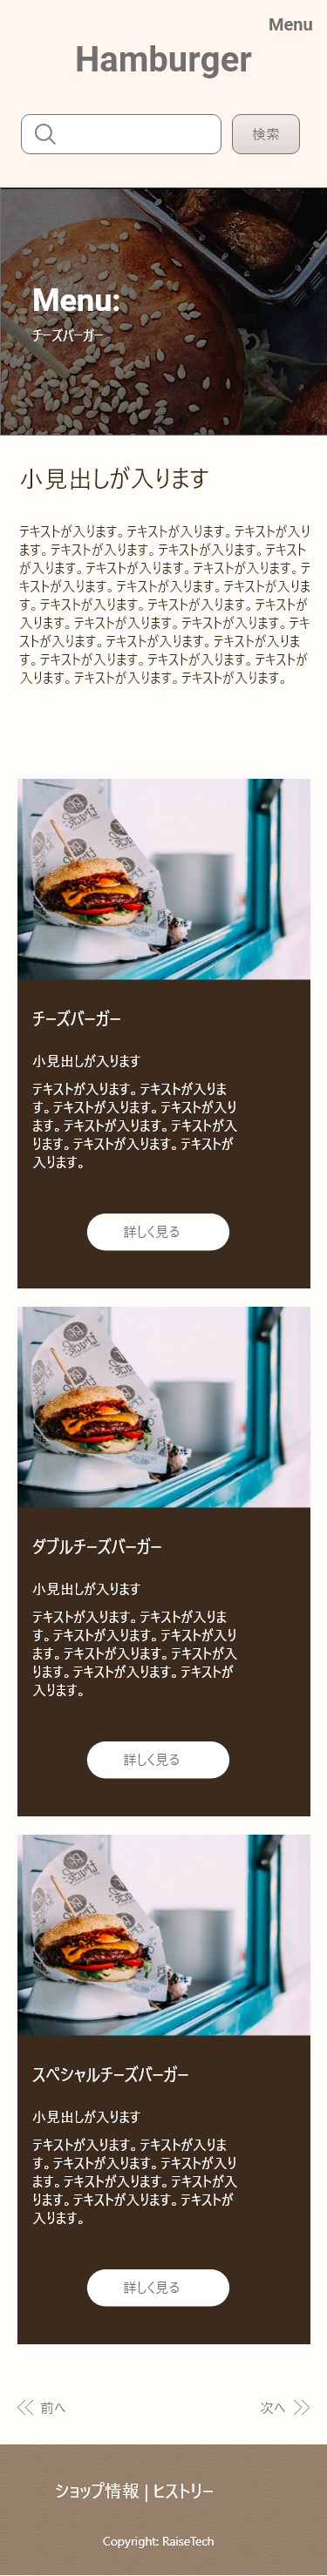 Menu
Hamburger
検索
Menu:
チーズバーガー
小見出しが入ります
テキストが入ります。テキストが入ります。テキストが入り
ます。テキストが入ります。テキストが入ります。テキスト
が入ります。テキストが入ります。テキストが入ります。テ
キストが入ります。テキストが入ります。テキストが入りま
す。テキストが入ります。テキストが入ります。テキストが
入ります。テキストが入ります。テキストが入ります。テキ
ストが入ります。テキストが入ります。テキストが入りま
す。テキストが入ります。テキストが入ります。テキストが
入ります。テキストが入ります。テキストが入ります。
チーズバーガー
小見出しが入ります
テキストが入ります。テキストが入りま
す。テキストが入ります。テキストが入り
ます。テキストが入ります。テキストが入
ります。テキストが入ります。テキストが
入ります。
詳しく見る
ダブルチーズバーガー
小見出しが入ります
テキストが入ります。テキストが入りま
す。テキストが入ります。テキストが入り
ます。テキストが入ります。テキストが入
ります。テキストが入ります。テキストが
入ります。
詳しく見る
スペシャルチーズバーガー
小見出しが入ります
テキストが入ります。テキストが入りま
す。テキストが入ります。テキストが入り
ます。テキストが入ります。テキストが入
ります。テキストが入ります。テキストが
入ります。
詳しく見る
前へ 次へ
ショップ情報 | ヒストリー
Copyright: RaiseTech